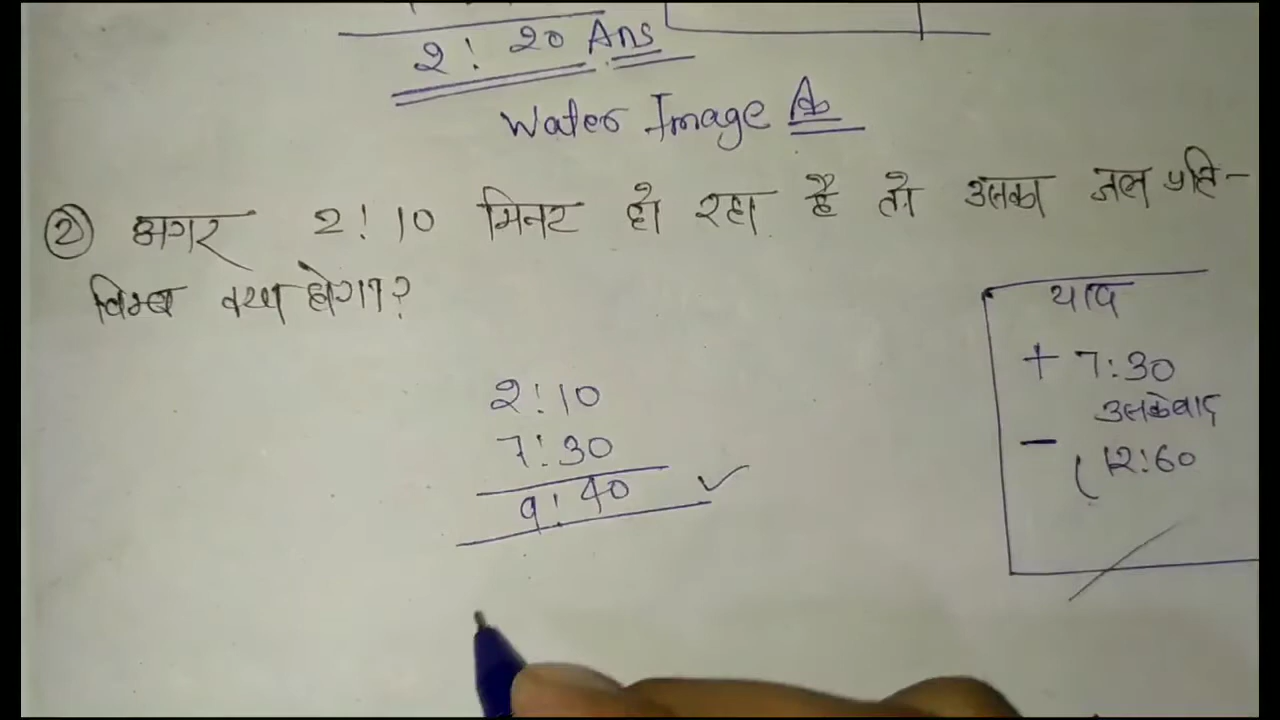 2:20 Ans
Water Image
② अगर 2:10 मिनट हो रहा है तो उसका जल प्रति-
विम्ब क्या होगा?
याद
+ 7:30
उसकेबाद
- (12:60
2:10
7:30
9:40 ✓